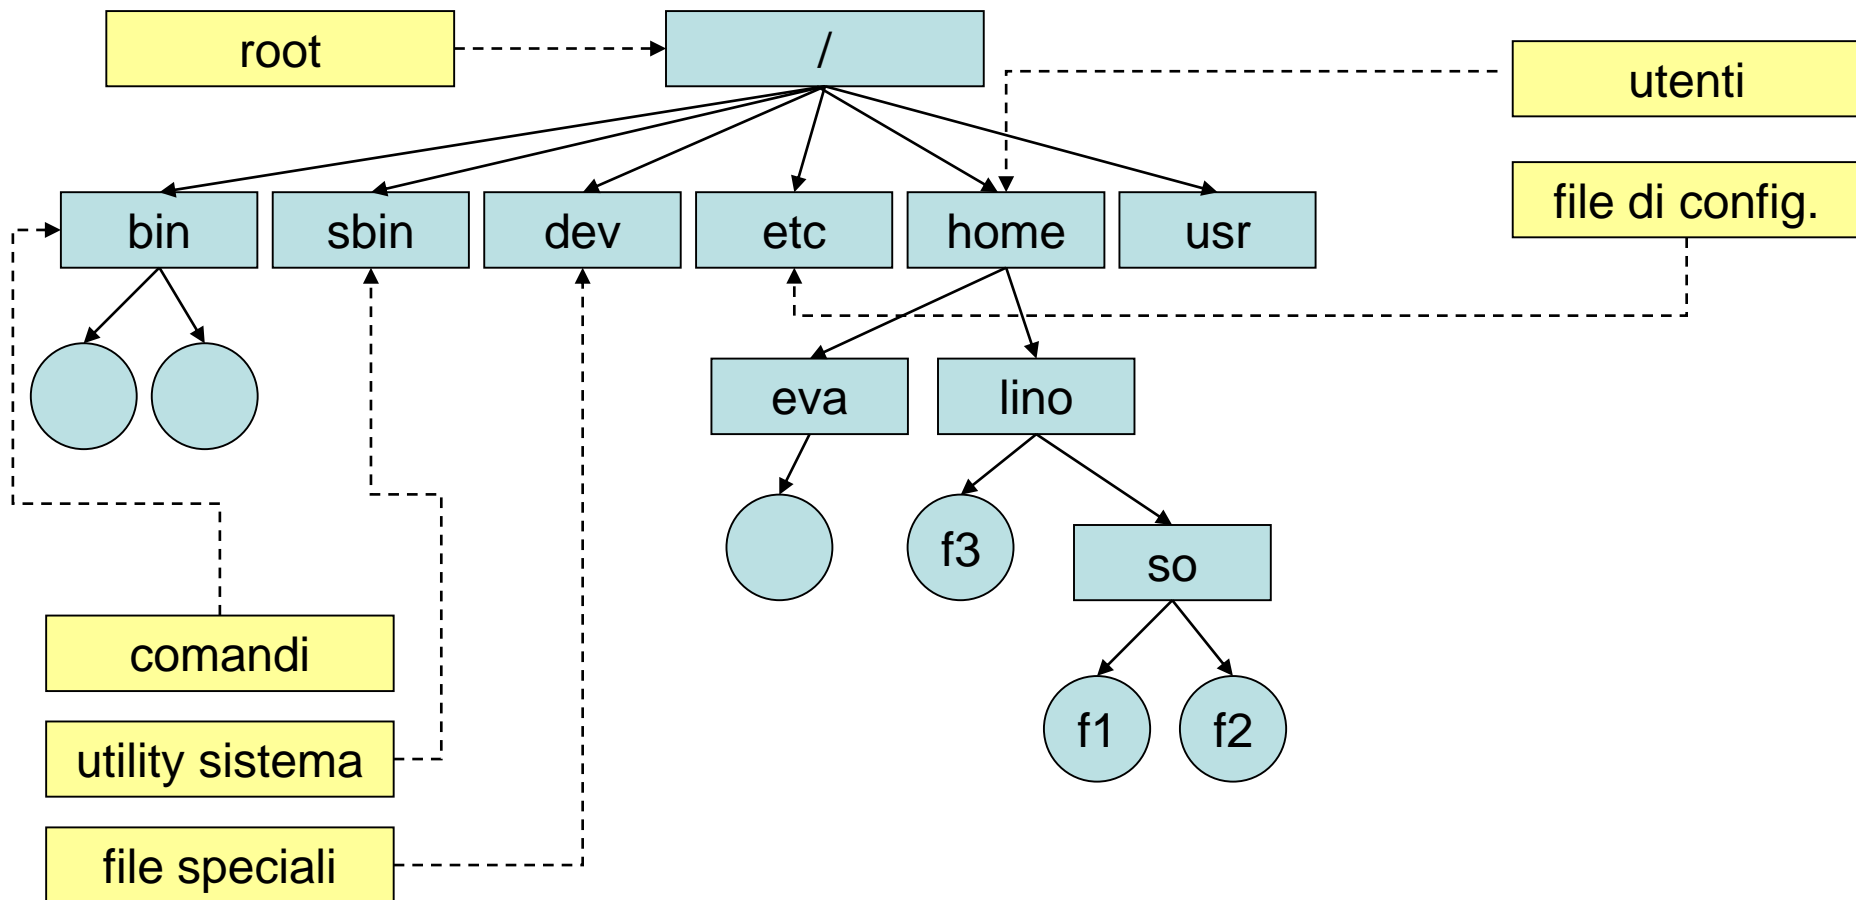 root
/
utenti
file di config.
bin
sbin
dev
etc
home
usr
eva
lino
f3
so
f1
f2
comandi
utility sistema
file speciali